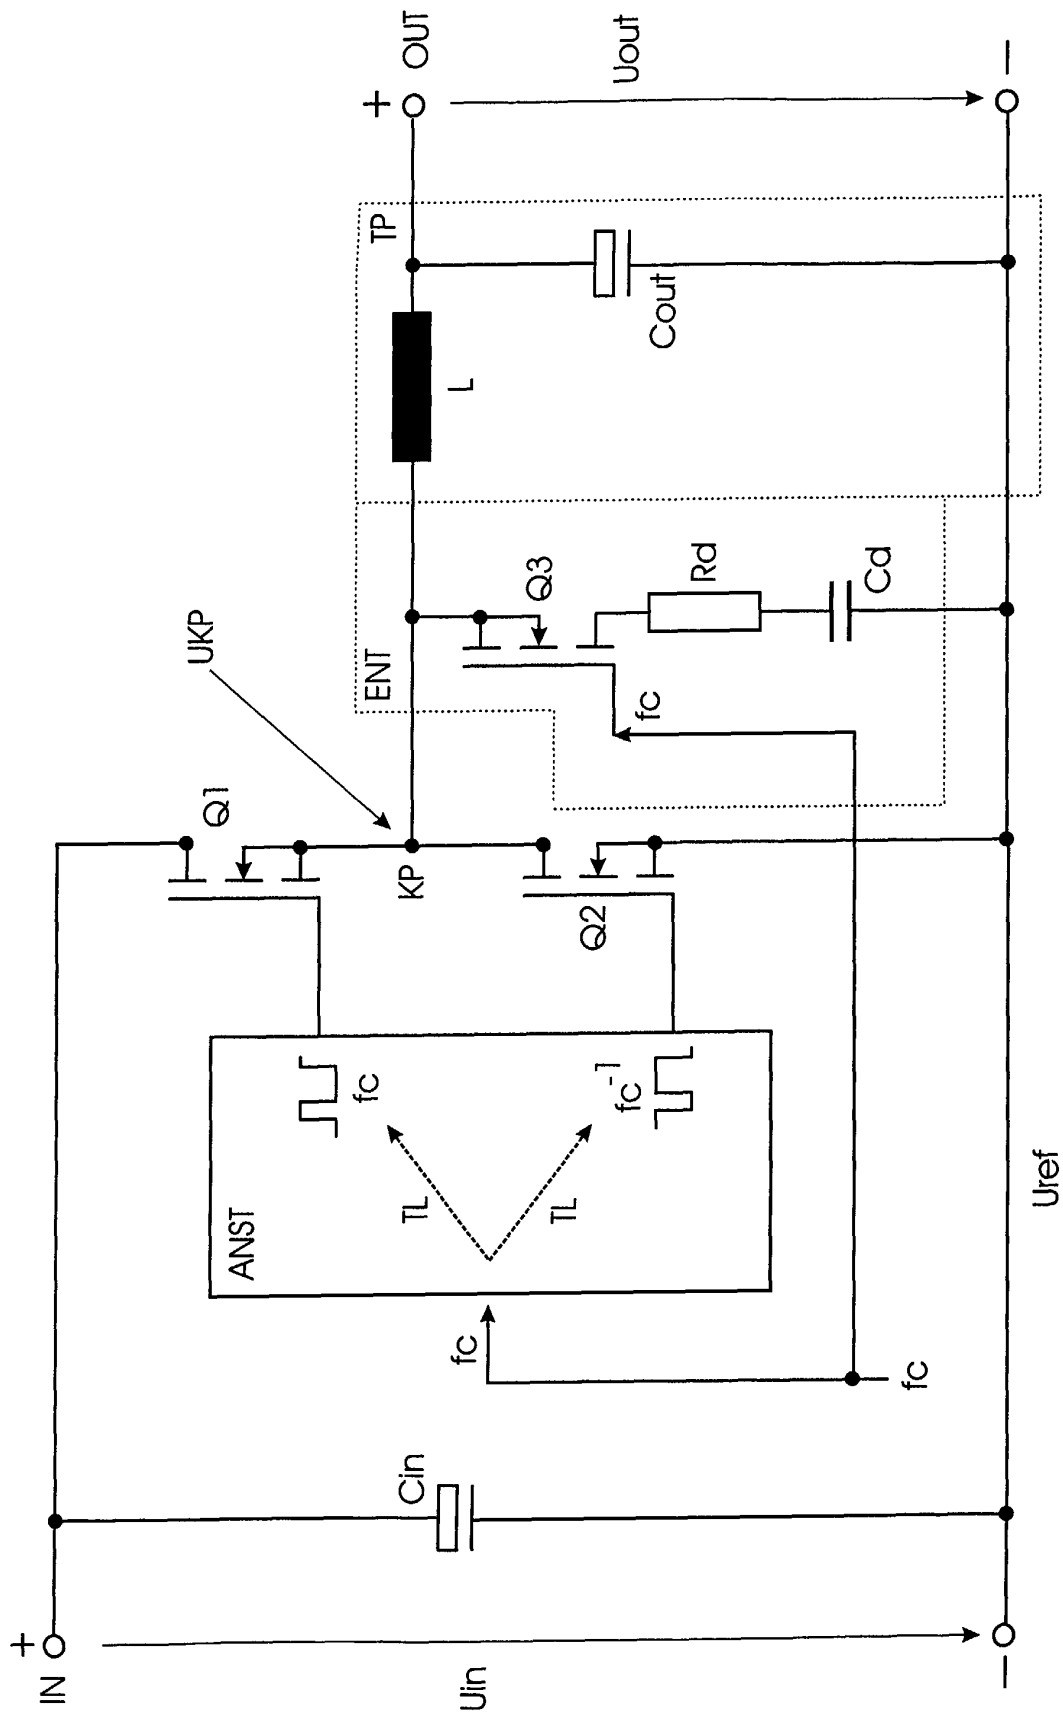 +
IN
Uin
−
Cin
fc
fc
ANST
TL
TL
fc
fc⁻¹
Uref
Q1
KP
Q2
UKP
ENT
fc
Q3
Rd
Cd
L
TP
Cout
+
OUT
Uout
−